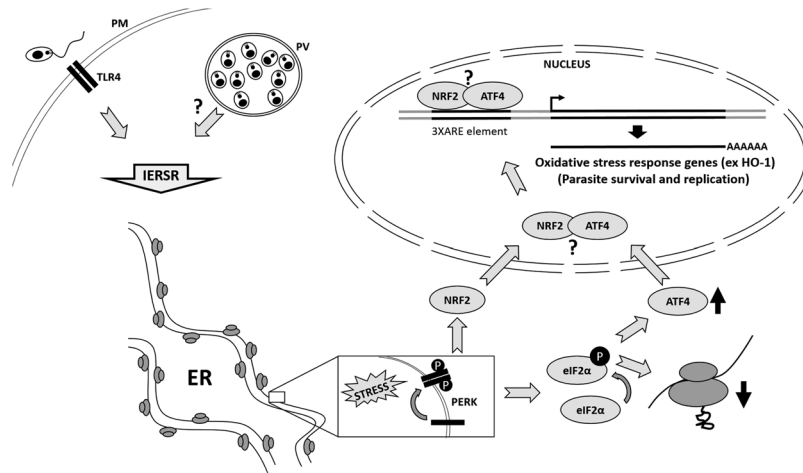 PM
TLR4
PV
?
IERSR
ER
STRESS
P
P
PERK
NRF2
eIF2α
P
eIF2α
ATF4
NRF2
ATF4
?
NUCLEUS
?
NRF2
ATF4
3XARE element
AAAAAA
Oxidative stress response genes (ex HO-1)
(Parasite survival and replication)